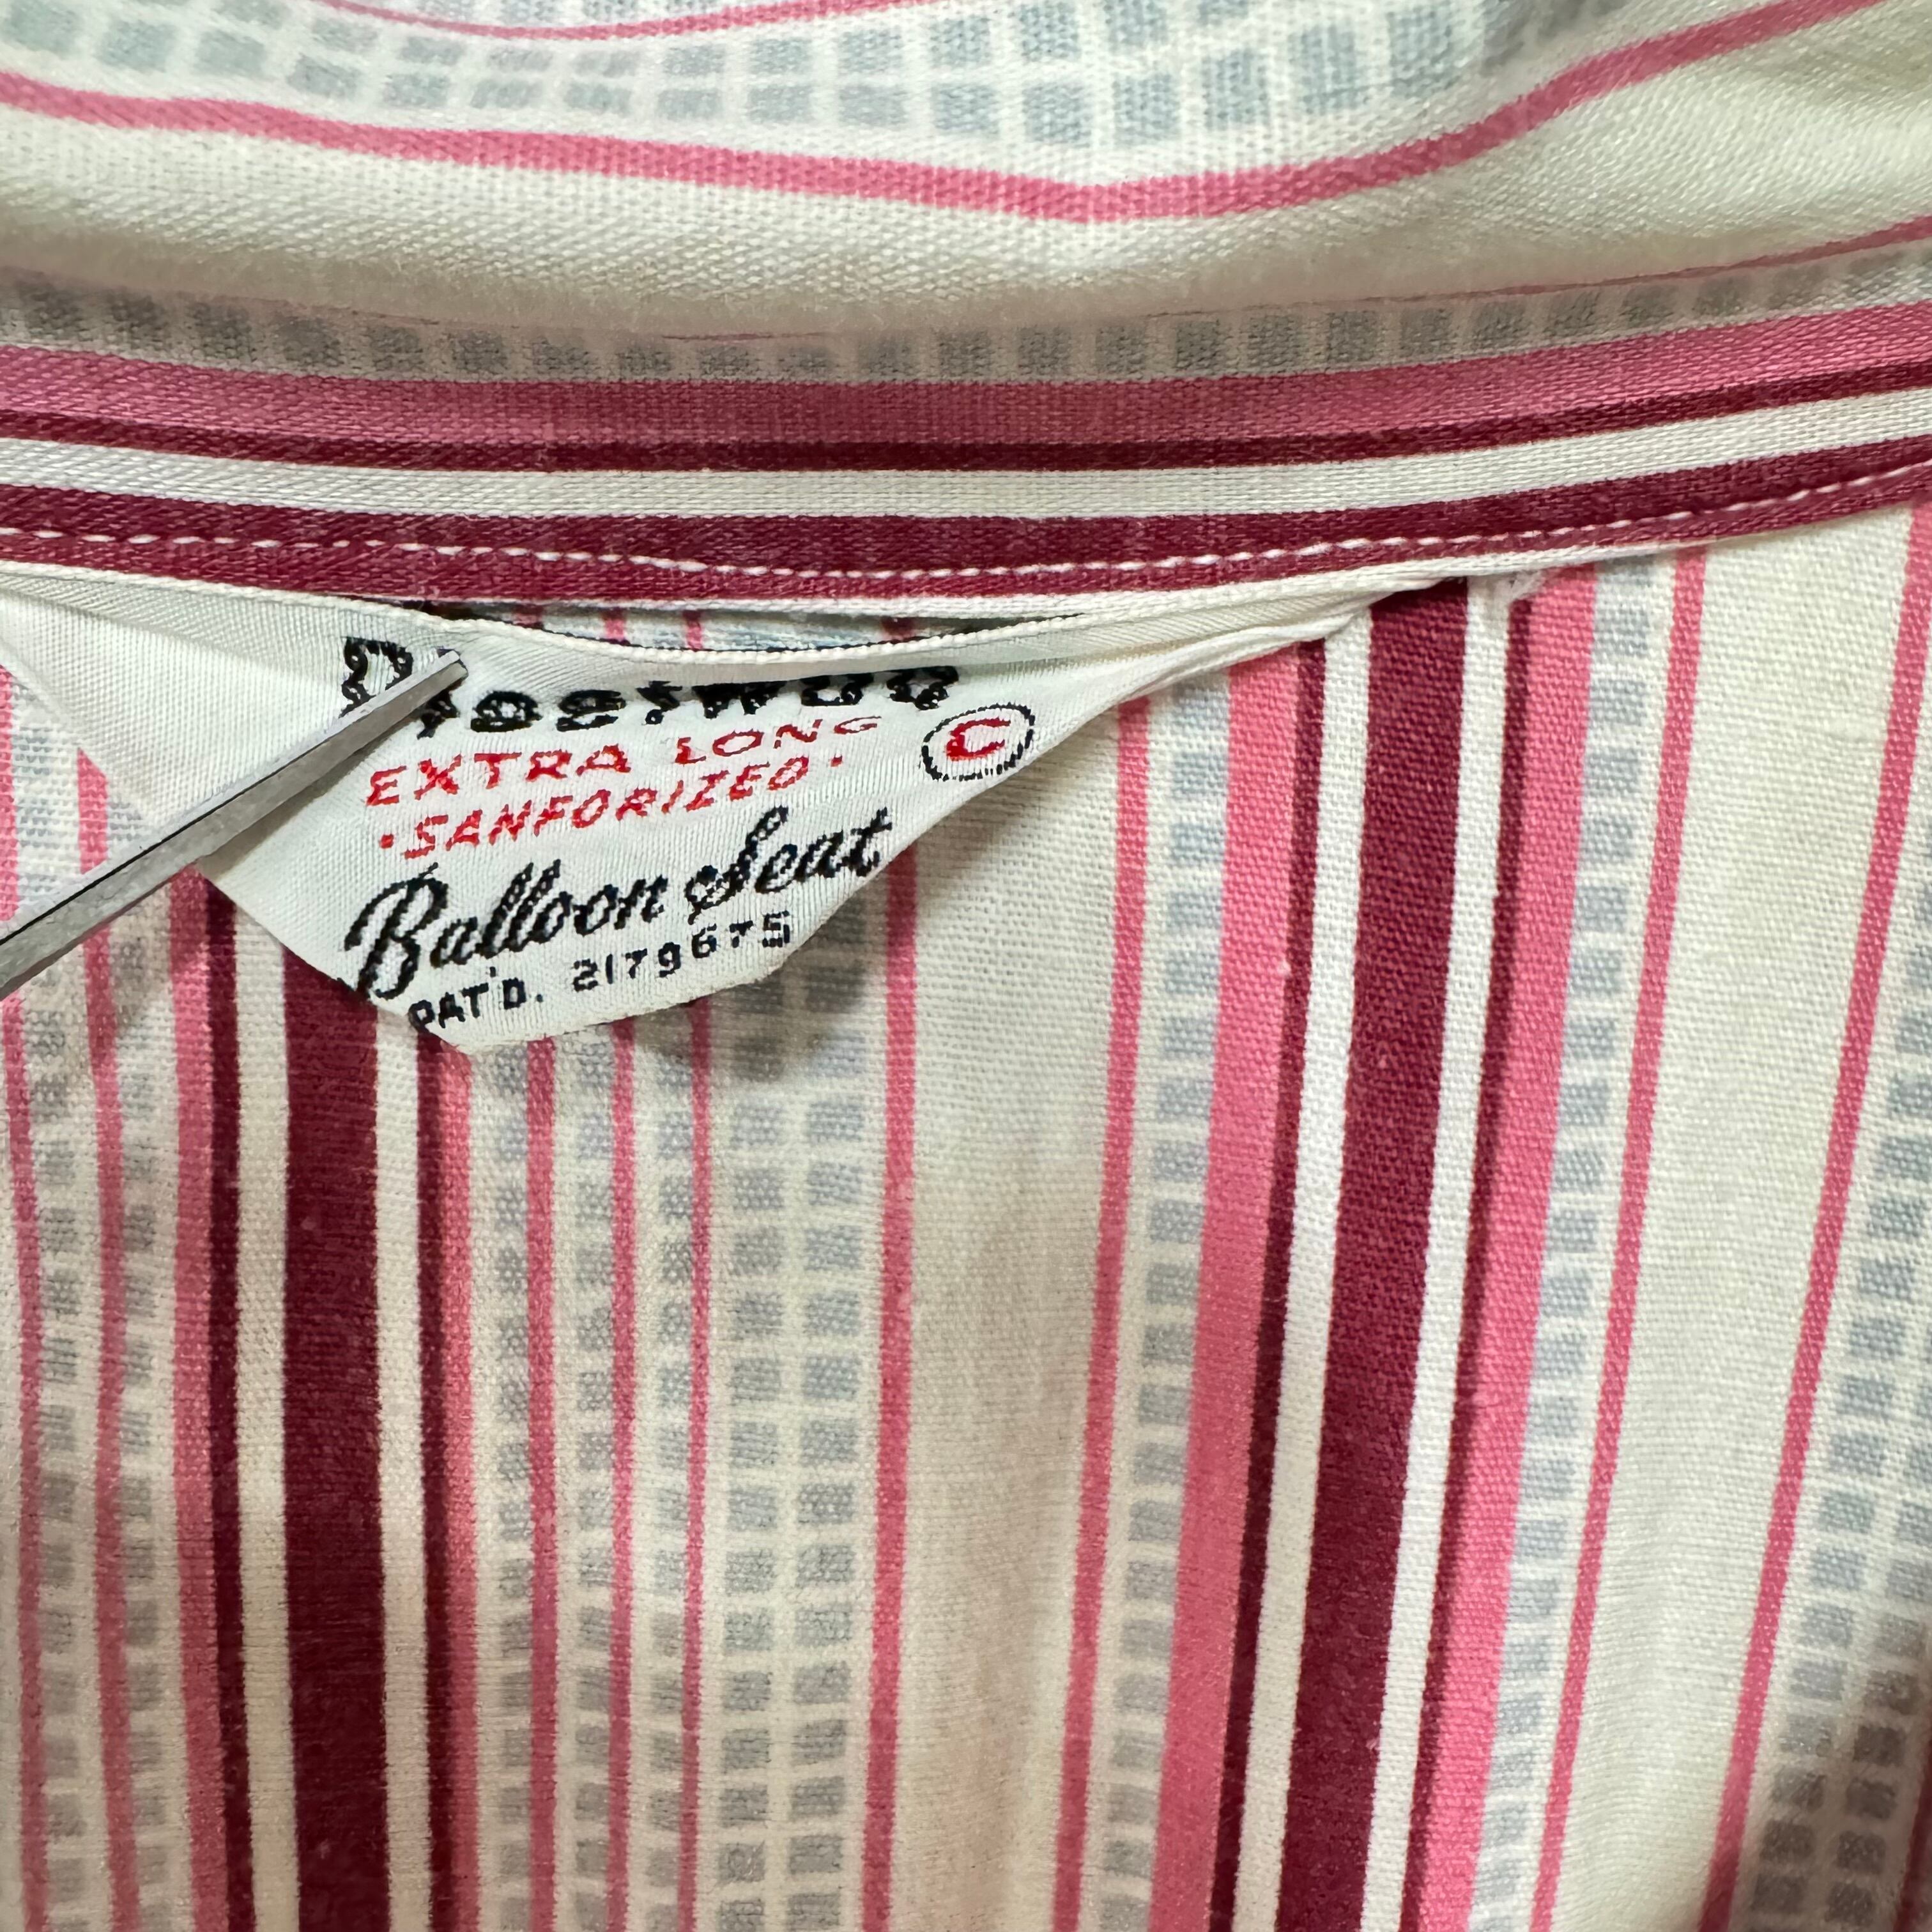 EXTRA LONG
C
•SANFORIZED•
Balloon Seat
PAT'D. 2179675